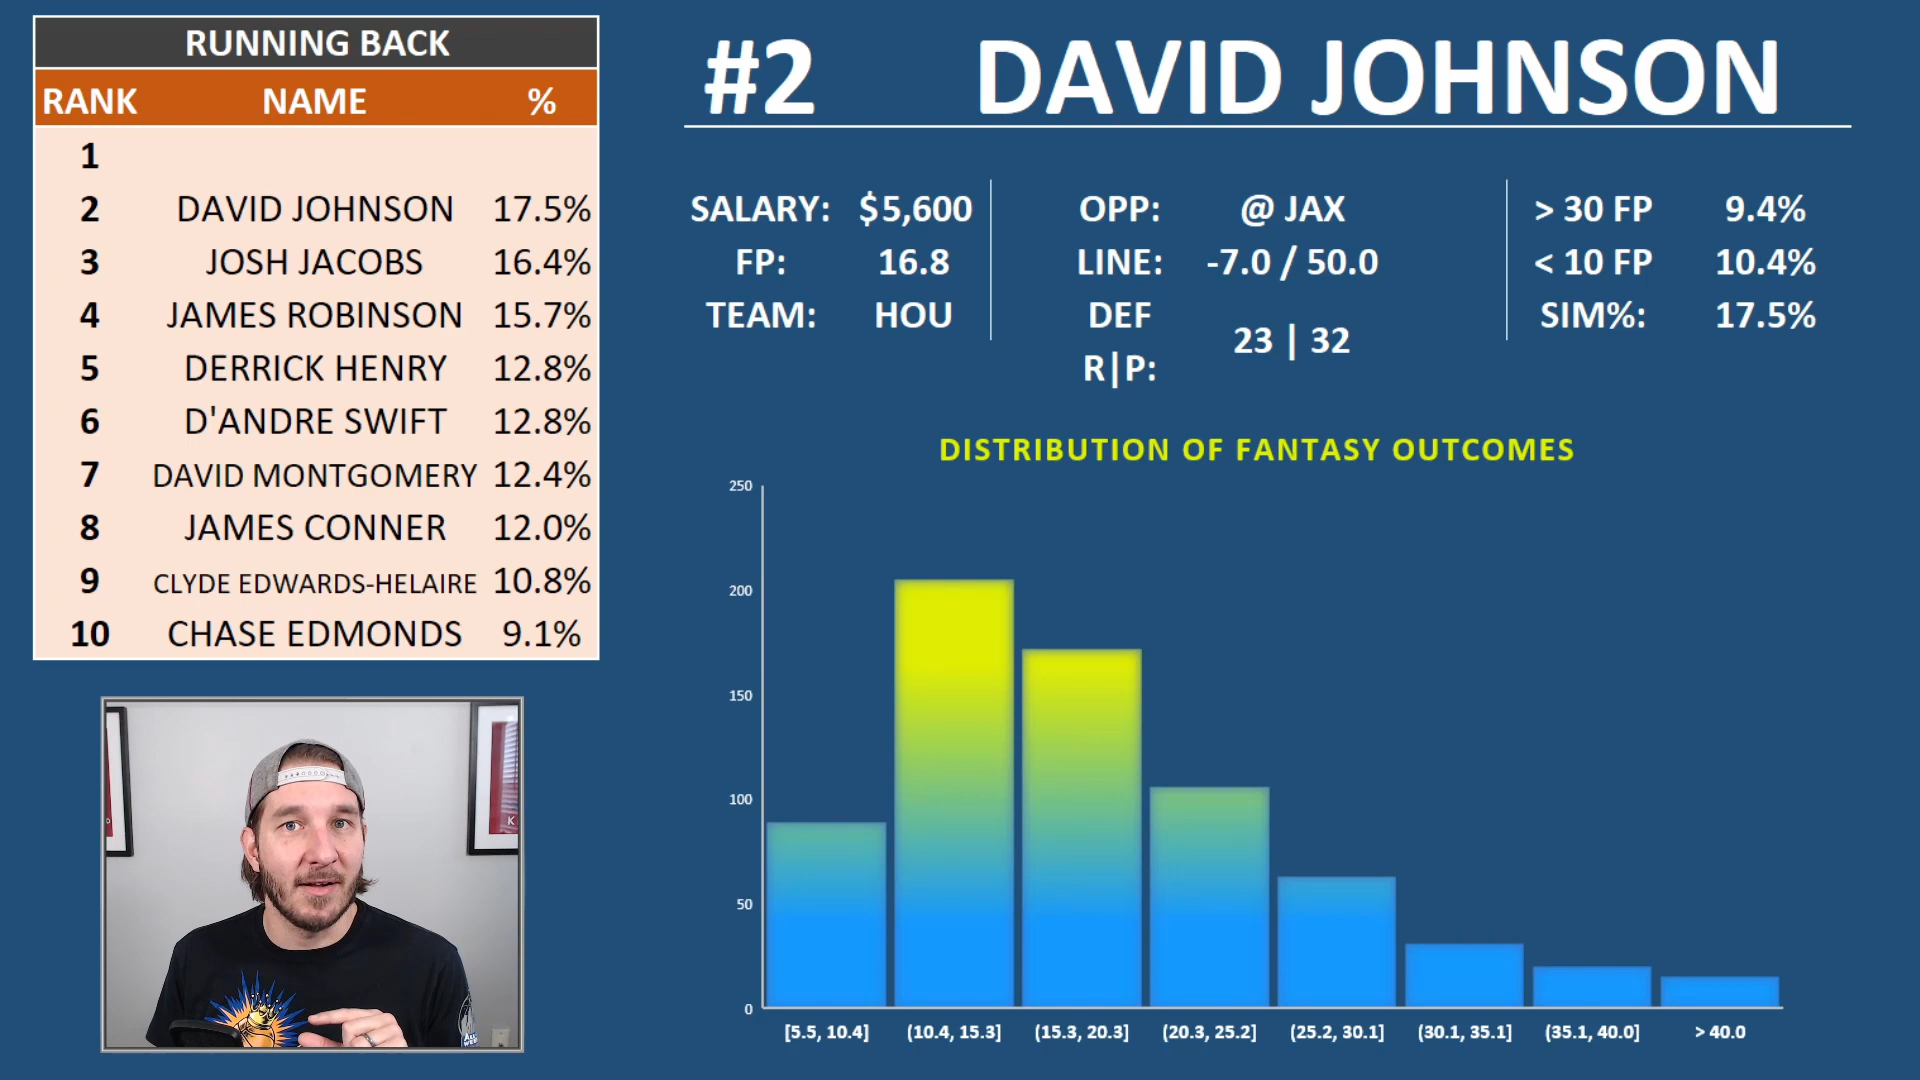 RUNNING BACK
RANK NAME %
1
2 DAVID JOHNSON 17.5%
3 JOSH JACOBS 16.4%
4 JAMES ROBINSON 15.7%
5 DERRICK HENRY 12.8%
6 D'ANDRE SWIFT 12.8%
7 DAVID MONTGOMERY 12.4%
8 JAMES CONNER 12.0%
9 CLYDE EDWARDS-HELAIRE 10.8%
10 CHASE EDMONDS 9.1%
#2 DAVID JOHNSON
SALARY: $5,600
FP: 16.8
TEAM: HOU
OPP: @ JAX
LINE: -7.0 / 50.0
DEF
R|P:
23 | 32
> 30 FP 9.4%
< 10 FP 10.4%
SIM%: 17.5%
DISTRIBUTION OF FANTASY OUTCOMES
250
200
150
100
50
0
[5.5, 10.4] (10.4, 15.3] (15.3, 20.3] (20.3, 25.2] (25.2, 30.1] (30.1, 35.1] (35.1, 40.0] > 40.0
K